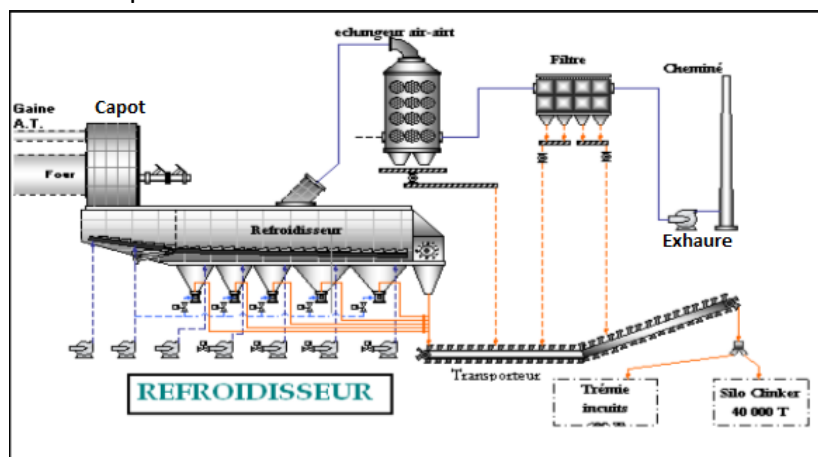 echangeur air-airt
Filtre
Cheminé
Capot
Gaine
A.T.
Four
Refroidisseur
Exhaure
Transporteur
REFROIDISSEUR
Trémie
incuits
Silo Clinker
40 000 T